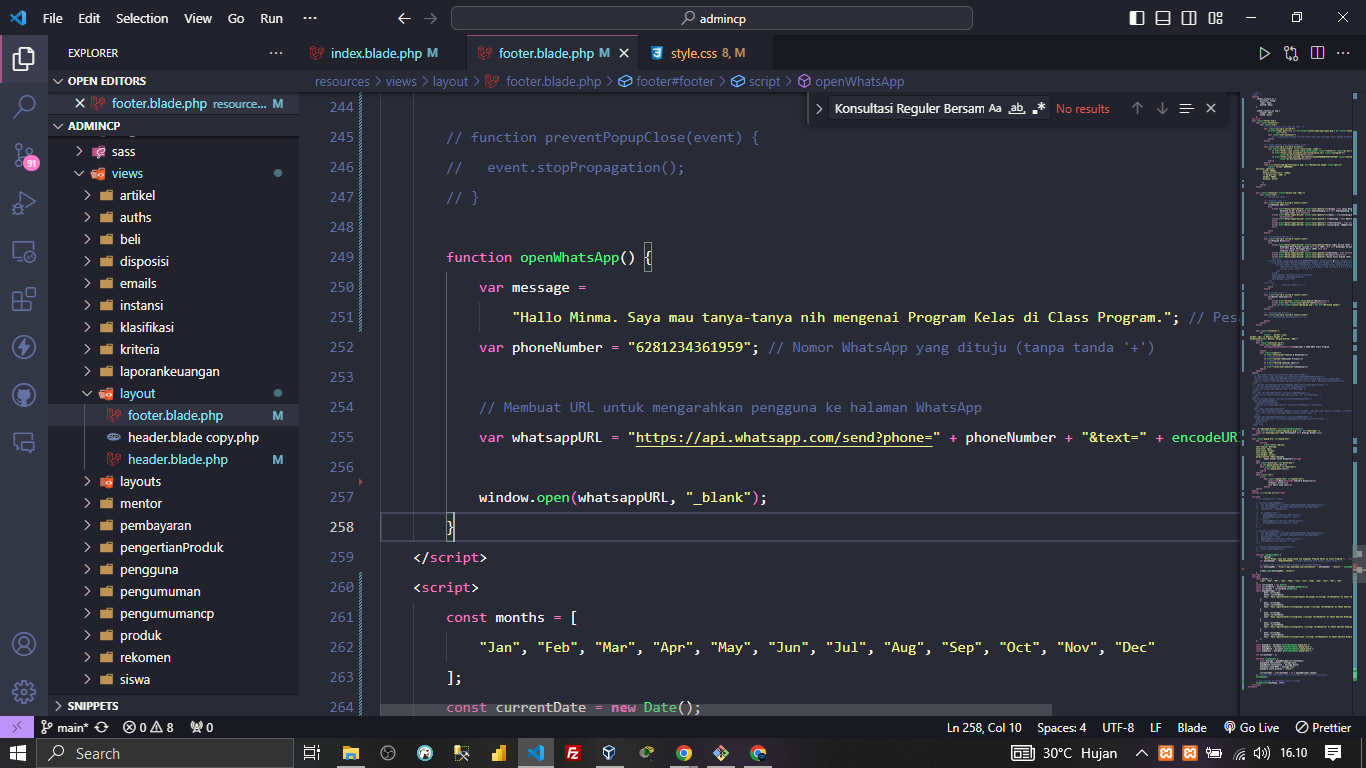 File Edit Selection View Go Run ··· admincp
EXPLORER ···
index.blade.php M footer.blade.php M style.css 8, M
OPEN EDITORS
footer.blade.php resource... M
ADMINCP
sass
views
artikel
auths
beli
disposisi
emails
instansi
klasifikasi
kriteria
laporankeuangan
layout
footer.blade.php M
header.blade copy.php
header.blade.php M
layouts
mentor
pembayaran
pengertianProduk
pengguna
pengumuman
pengumumancp
produk
rekomen
siswa
SNIPPETS
91
resources > views > layout > footer.blade.php > footer#footer > script > openWhatsApp
Konsultasi Reguler Bersam Aa ab .* No results
244
245 // function preventPopupClose(event) {
246 //   event.stopPropagation();
247 // }
248
249 function openWhatsApp() {
250 var message =
251 "Hallo Minma. Saya mau tanya-tanya nih mengenai Program Kelas di Class Program."; // Pes
252 var phoneNumber = "6281234361959"; // Nomor WhatsApp yang dituju (tanpa tanda '+')
253
254 // Membuat URL untuk mengarahkan pengguna ke halaman WhatsApp
255 var whatsappURL = "https://api.whatsapp.com/send?phone=" + phoneNumber + "&text=" + encodeUR
256
257 window.open(whatsappURL, "_blank");
258 }
259 </script>
260 <script>
261 const months = [
262 "Jan", "Feb", "Mar", "Apr", "May", "Jun", "Jul", "Aug", "Sep", "Oct", "Nov", "Dec"
263 ];
264 const currentDate = new Date();
main* 0 8 0 Ln 258, Col 10 Spaces: 4 UTF-8 LF Blade Go Live Prettier
Search 30°C Hujan 16.10